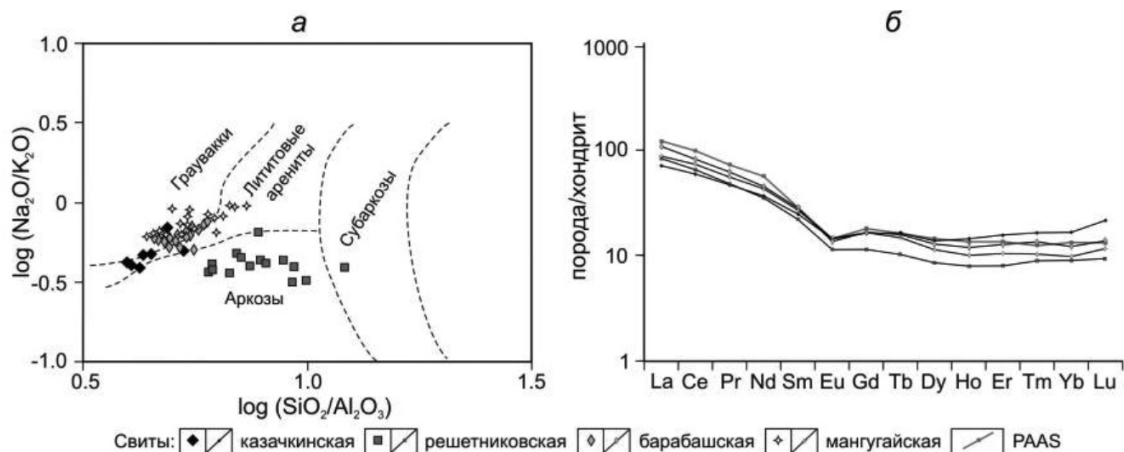 а
б
1.0
0.5
0
-0.5
-1.0
log (Na₂O/K₂O)
Граувакки
Лититовые
арениты
Субаркозы
Аркозы
0.5
1.0
1.5
log (SiO₂/Al₂O₃)
1000
100
10
1
порода/хондрит
La Ce Pr Nd Sm Eu Gd Tb Dy Ho Er Tm Yb Lu
Свиты: казачкинская решетниковская барабашская мангугайская PAAS